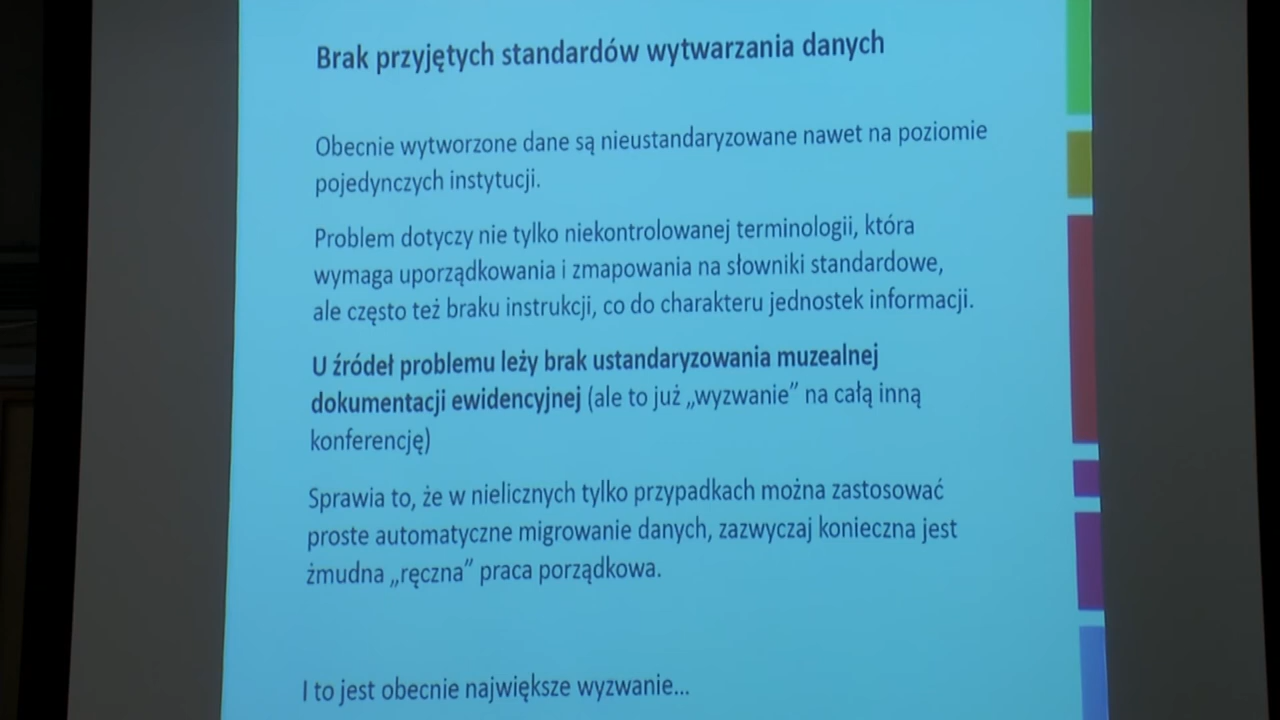 Brak przyjętych standardów wytwarzania danych
Obecnie wytworzone dane są nieustandaryzowane nawet na poziomie
pojedynczych instytucji.
Problem dotyczy nie tylko niekontrolowanej terminologii, która
wymaga uporządkowania i zmapowania na słowniki standardowe,
ale często też braku instrukcji, co do charakteru jednostek informacji.
U źródeł problemu leży brak ustandaryzowania muzealnej
dokumentacji ewidencyjnej (ale to już „wyzwanie” na całą inną
konferencję)
Sprawia to, że w nielicznych tylko przypadkach można zastosować
proste automatyczne migrowanie danych, zazwyczaj konieczna jest
żmudna „ręczna” praca porządkowa.
I to jest obecnie największe wyzwanie...